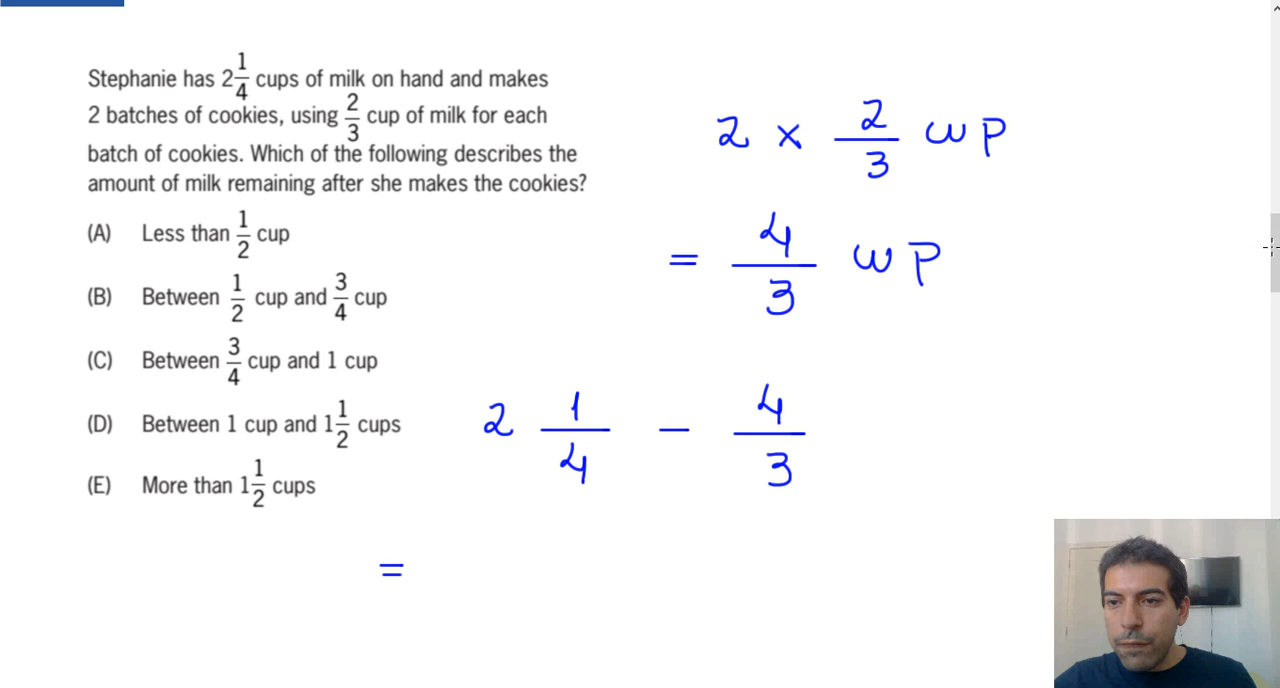 Stephanie has 2 1/4 cups of milk on hand and makes
2 batches of cookies, using 2/3 cup of milk for each
batch of cookies. Which of the following describes the
amount of milk remaining after she makes the cookies?
(A) Less than 1/2 cup
(B) Between 1/2 cup and 3/4 cup
(C) Between 3/4 cup and 1 cup
(D) Between 1 cup and 1 1/2 cups
(E) More than 1 1/2 cups
2 × 2/3 cup
= 4/3 cup
2 1/4 − 4/3
=